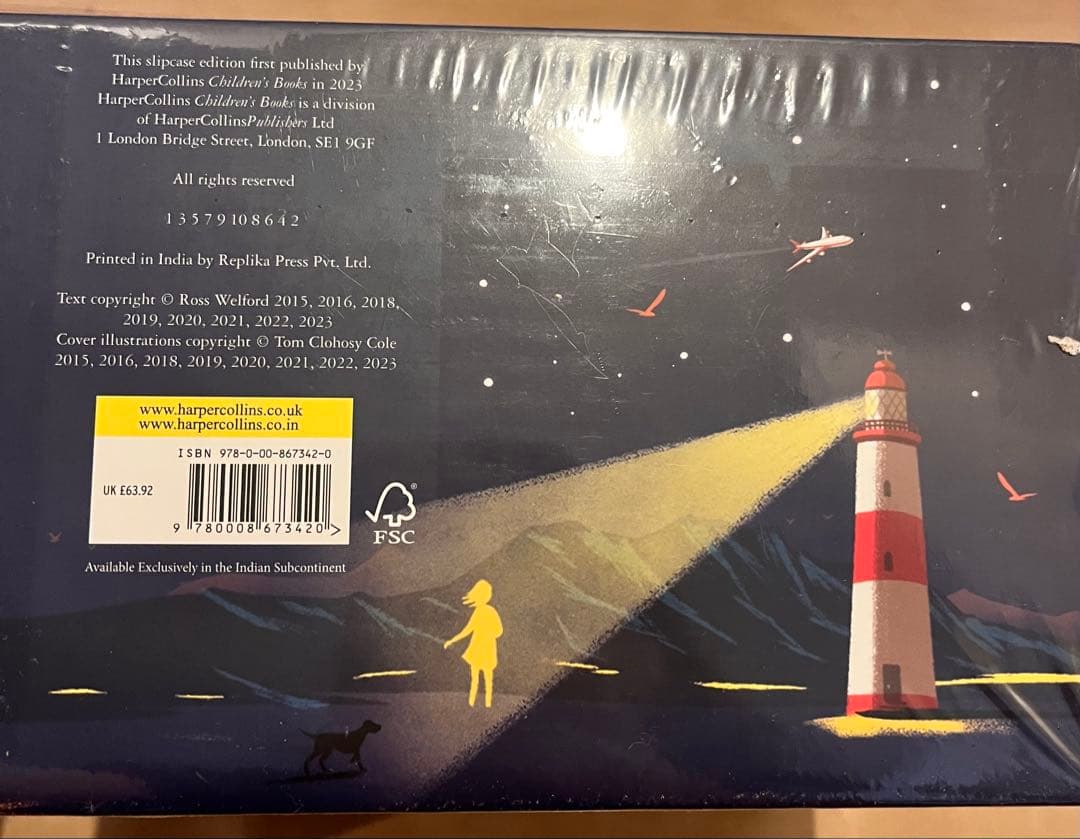 This slipcase edition first published by
HarperCollins Children's Books in 2023
HarperCollins Children's Books is a division
of HarperCollinsPublishers Ltd
1 London Bridge Street, London, SE1 9GF
All rights reserved
1 3 5 7 9 10 8 6 4 2
Printed in India by Replika Press Pvt. Ltd.
Text copyright © Ross Welford 2015, 2016, 2018,
2019, 2020, 2021, 2022, 2023
Cover illustrations copyright © Tom Clohosy Cole
2015, 2016, 2018, 2019, 2020, 2021, 2022, 2023
www.harpercollins.co.uk
www.harpercollins.co.in
ISBN 978-0-00-867342-0
UK £63.92
9 780008 673420 >
FSC®
Available Exclusively in the Indian Subcontinent